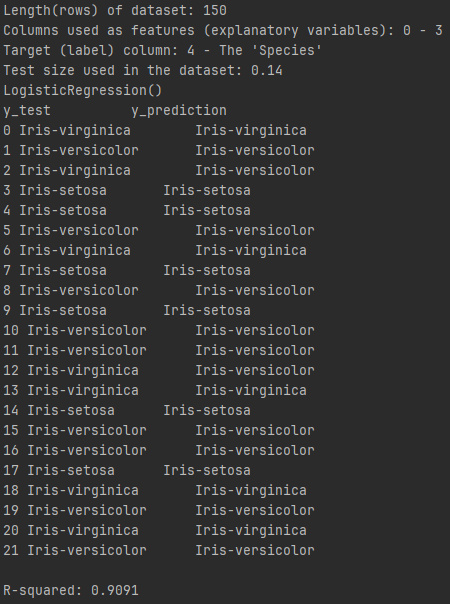 Length(rows) of dataset: 150
Columns used as features (explanatory variables): 0 - 3
Target (label) column: 4 - The 'Species'
Test size used in the dataset: 0.14
LogisticRegression()
y_test          y_prediction
0 Iris-virginica        Iris-virginica
1 Iris-versicolor       Iris-versicolor
2 Iris-virginica        Iris-versicolor
3 Iris-setosa       Iris-setosa
4 Iris-setosa       Iris-setosa
5 Iris-versicolor       Iris-versicolor
6 Iris-virginica        Iris-virginica
7 Iris-setosa       Iris-setosa
8 Iris-versicolor       Iris-versicolor
9 Iris-setosa       Iris-setosa
10 Iris-versicolor      Iris-versicolor
11 Iris-versicolor      Iris-versicolor
12 Iris-virginica       Iris-versicolor
13 Iris-virginica       Iris-virginica
14 Iris-setosa      Iris-setosa
15 Iris-versicolor      Iris-versicolor
16 Iris-versicolor      Iris-versicolor
17 Iris-setosa      Iris-setosa
18 Iris-virginica       Iris-virginica
19 Iris-versicolor      Iris-versicolor
20 Iris-virginica       Iris-virginica
21 Iris-versicolor      Iris-versicolor
R-squared: 0.9091